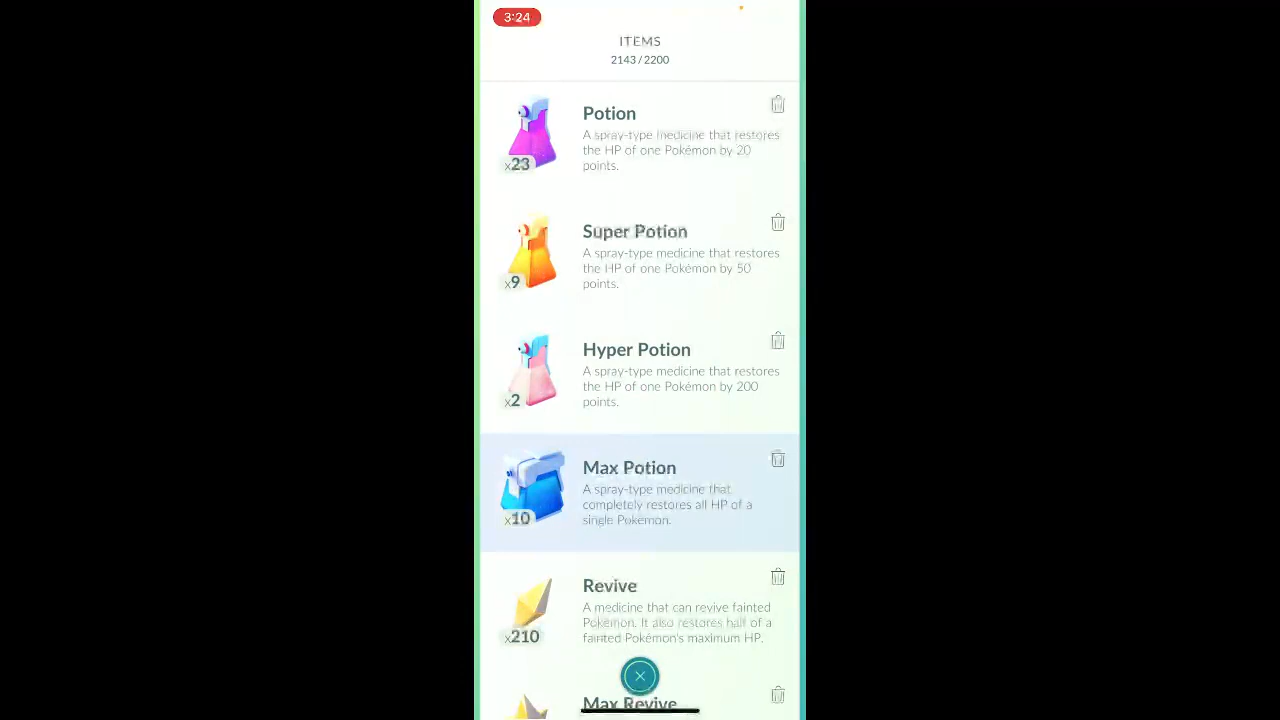 3:24
ITEMS
2143 / 2200
Potion
A spray-type medicine that restores
the HP of one Pokémon by 20
points.
x23
Super Potion
A spray-type medicine that restores
the HP of one Pokémon by 50
points.
x9
Hyper Potion
A spray-type medicine that restores
the HP of one Pokémon by 200
points.
x2
Max Potion
A spray-type medicine that
completely restores all HP of a
single Pokémon.
x10
Revive
A medicine that can revive fainted
Pokémon. It also restores half of a
fainted Pokémon's maximum HP.
x210
Max Revive